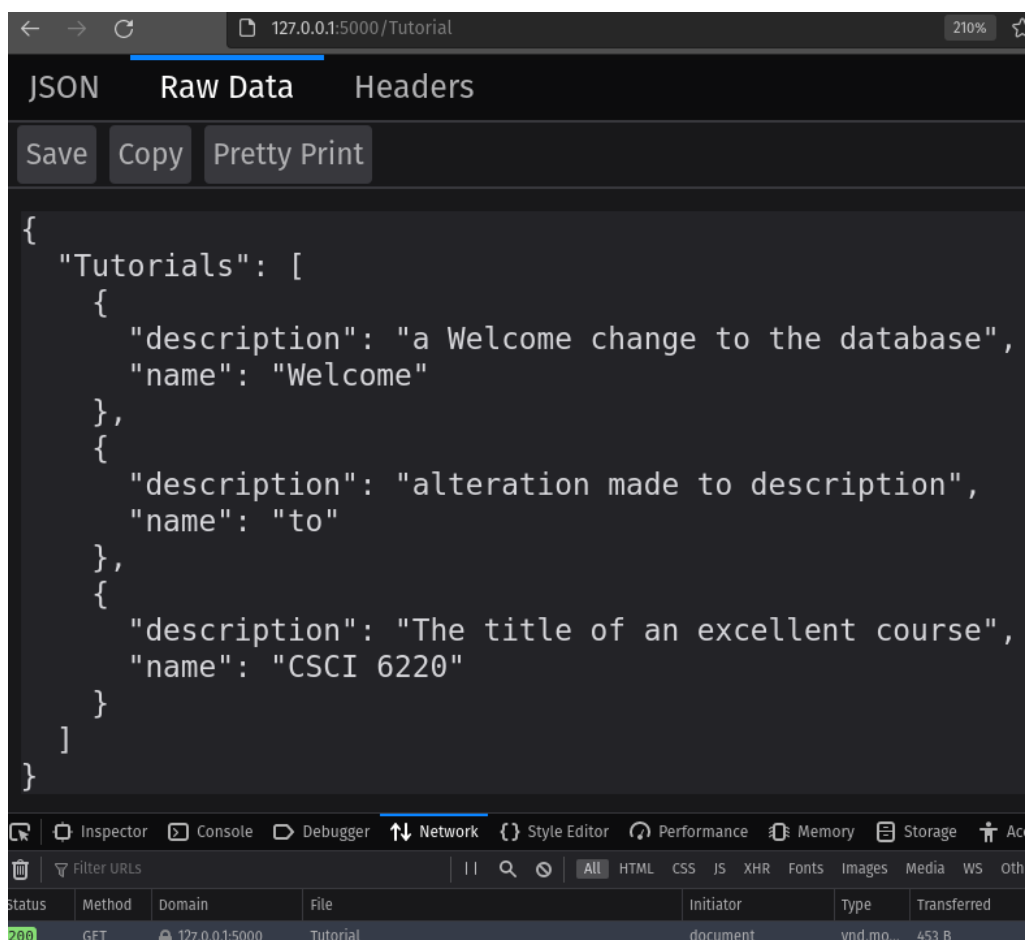 127.0.0.1:5000/Tutorial 210%
JSON Raw Data Headers
Save Copy Pretty Print
{
"Tutorials": [
{
"description": "a Welcome change to the database",
"name": "Welcome"
},
{
"description": "alteration made to description",
"name": "to"
},
{
"description": "The title of an excellent course",
"name": "CSCI 6220"
}
]
}
Inspector Console Debugger Network {} Style Editor Performance Memory Storage Ac
Filter URLs All HTML CSS JS XHR Fonts Images Media WS Oth
Status Method Domain File Initiator Type Transferred
200 GET 127.0.0.1:5000 Tutorial document vnd.mo... 453 B